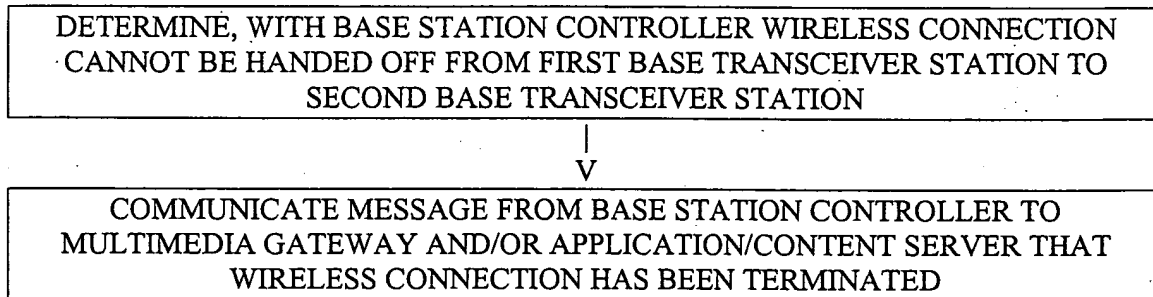 DETERMINE, WITH BASE STATION CONTROLLER WIRELESS CONNECTION
CANNOT BE HANDED OFF FROM FIRST BASE TRANSCEIVER STATION TO
SECOND BASE TRANSCEIVER STATION
|
V
COMMUNICATE MESSAGE FROM BASE STATION CONTROLLER TO
MULTIMEDIA GATEWAY AND/OR APPLICATION/CONTENT SERVER THAT
WIRELESS CONNECTION HAS BEEN TERMINATED